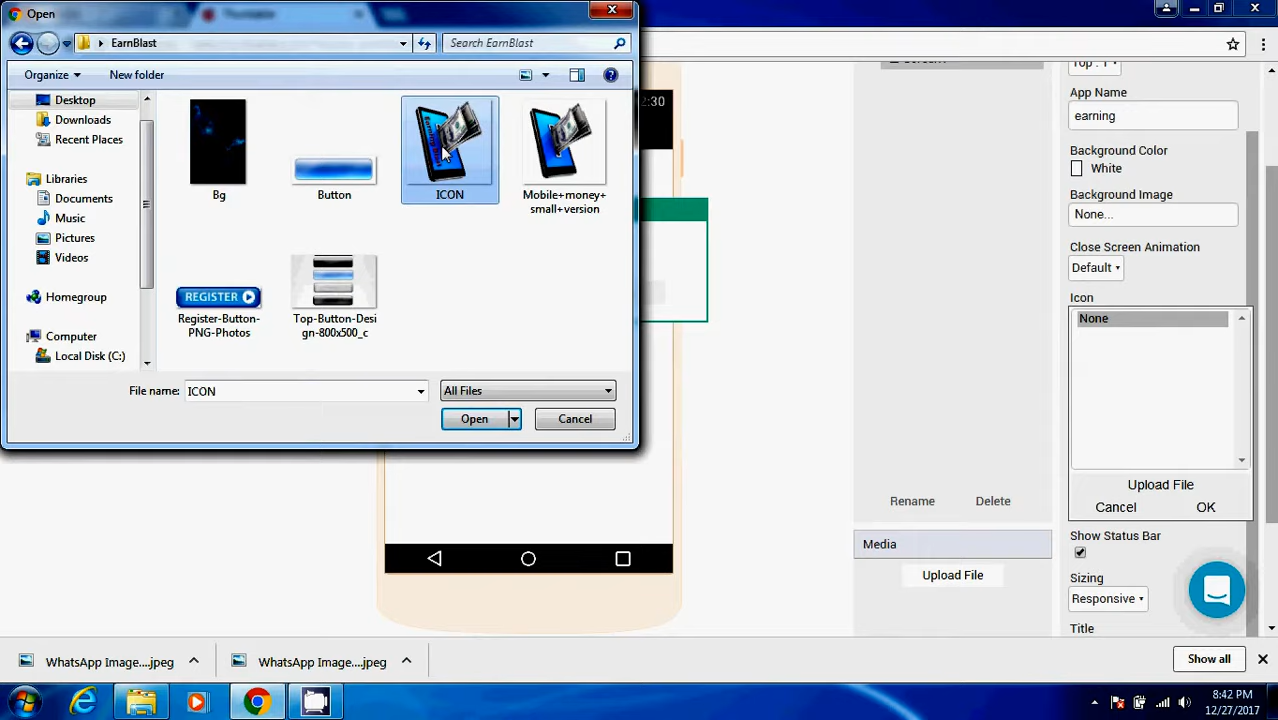 Open
EarnBlast
Search EarnBlast
Organize
New folder
Desktop
Downloads
Recent Places
Libraries
Documents
Music
Pictures
Videos
Homegroup
Computer
Local Disk (C:)
Bg
Button
ICON
Mobile+money+
small+version
REGISTER
Register-Button-
PNG-Photos
Top-Button-Desi
gn-800x500_c
File name:
ICON
All Files
Open
Cancel
2:30
Rename
Delete
Media
Upload File
App Name
earning
Background Color
White
Background Image
None...
Close Screen Animation
Default
Icon
None
Upload File
Cancel
OK
Show Status Bar
Sizing
Responsive
Title
WhatsApp Image....jpeg
WhatsApp Image....jpeg
Show all
8:42 PM
12/27/2017